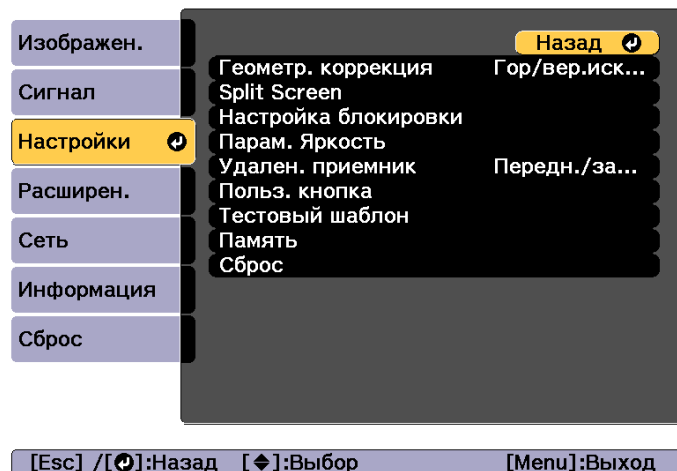 Изображен.
Сигнал
Настройки
Расширен.
Сеть
Информация
Сброс
Назад
Геометр. коррекция Гор/вер.иск...
Split Screen
Настройка блокировки
Парам. Яркость
Удален. приемник Передн./за...
Польз. кнопка
Тестовый шаблон
Память
Сброс
[Esc] /[↵]:Назад [◆]:Выбор [Menu]:Выход